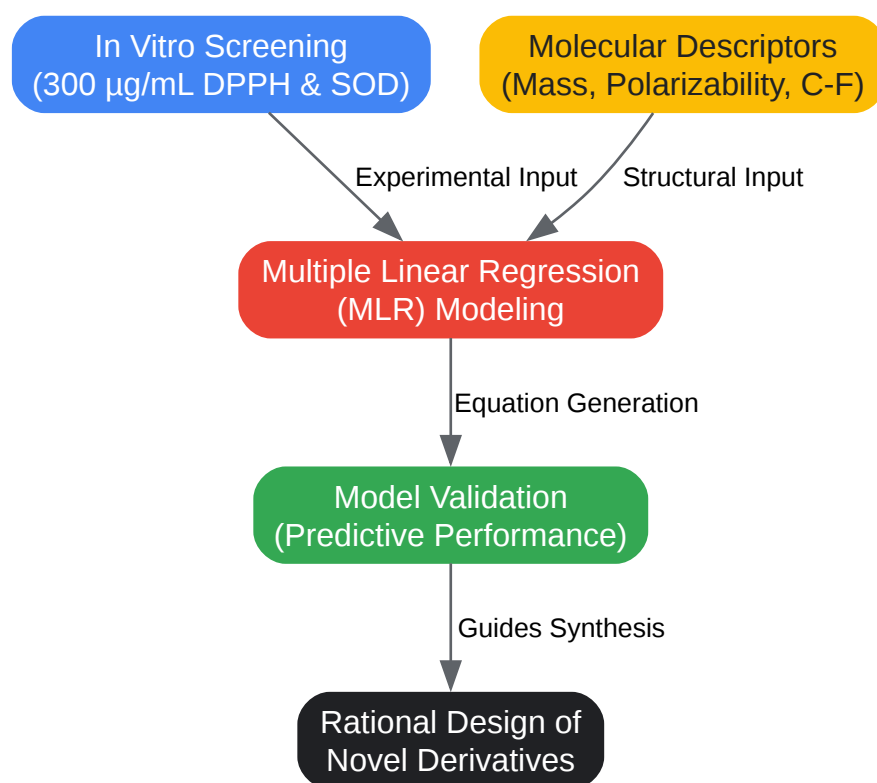 In Vitro Screening
(300 µg/mL DPPH & SOD)
Molecular Descriptors
(Mass, Polarizability, C-F)
Experimental Input
Structural Input
Multiple Linear Regression
(MLR) Modeling
Equation Generation
Model Validation
(Predictive Performance)
Guides Synthesis
Rational Design of
Novel Derivatives